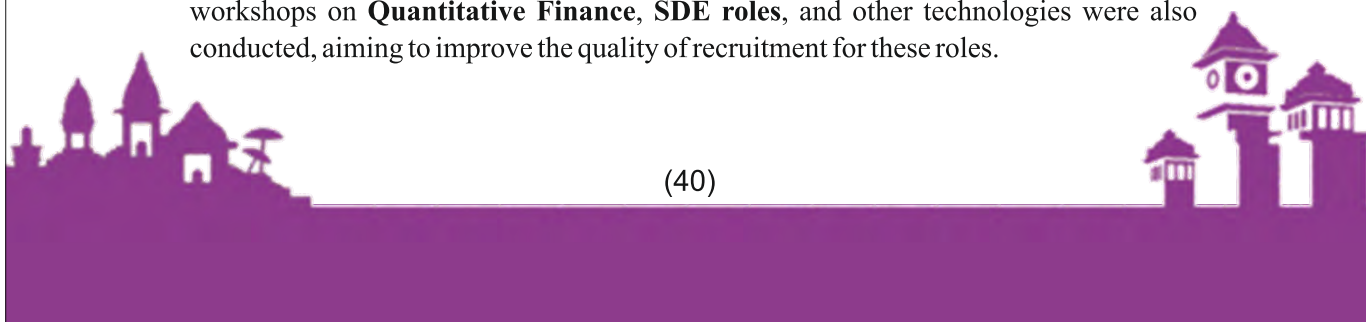 workshops on Quantitative Finance, SDE roles, and other technologies were also
conducted, aiming to improve the quality of recruitment for these roles.
(40)